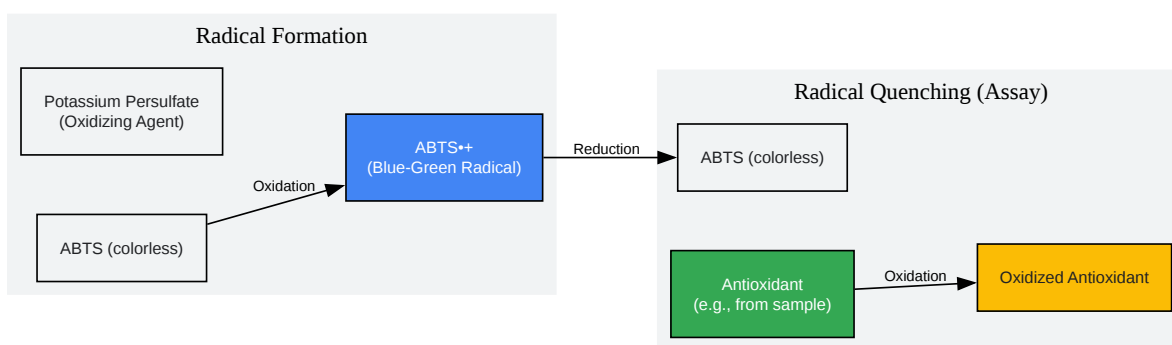 Radical Formation
Potassium Persulfate
(Oxidizing Agent)
ABTS (colorless)
Oxidation
ABTS•+
(Blue-Green Radical)
Reduction
Radical Quenching (Assay)
ABTS (colorless)
Antioxidant
(e.g., from sample)
Oxidation
Oxidized Antioxidant